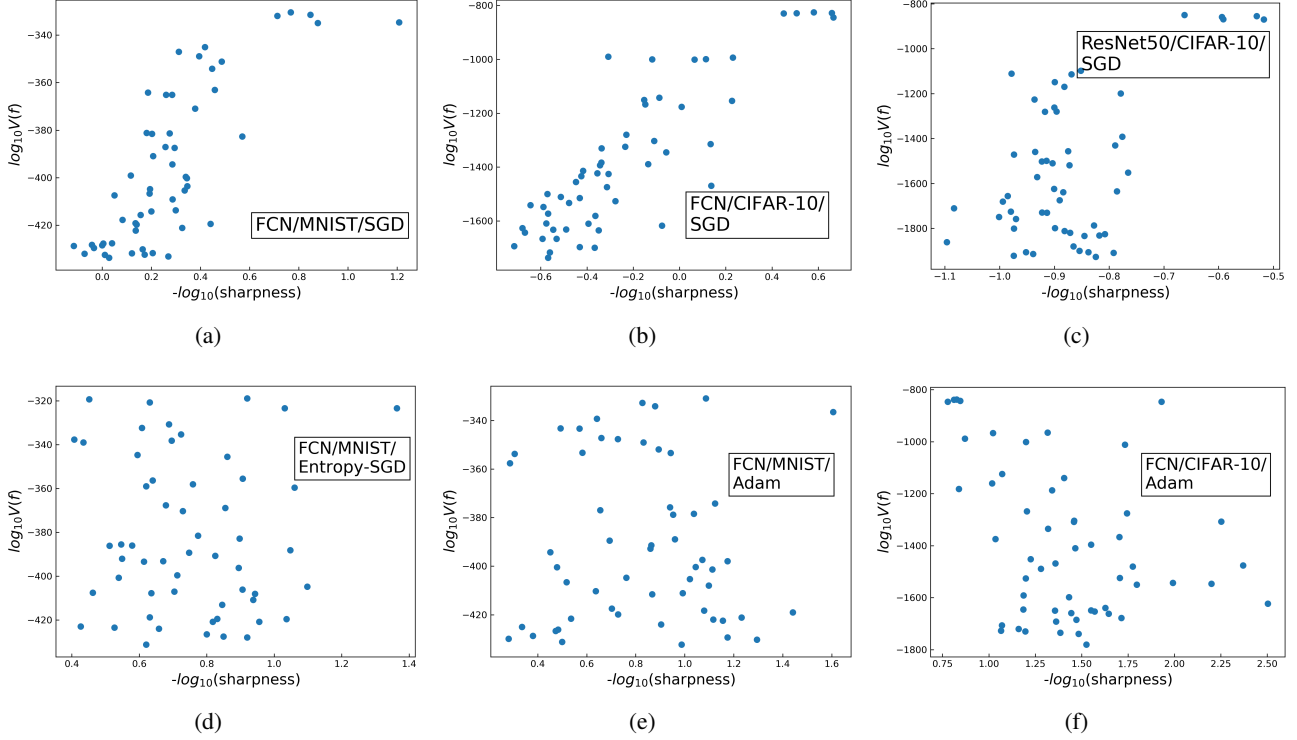 −340
−360
−380
−400
−420
log₁₀V(f)
0.0 0.2 0.4 0.6 0.8 1.0 1.2
-log₁₀(sharpness)
FCN/MNIST/SGD
(a)
−800
−1000
−1200
−1400
−1600
log₁₀V(f)
−0.6 −0.4 −0.2 0.0 0.2 0.4 0.6
-log₁₀(sharpness)
FCN/CIFAR-10/
SGD
(b)
−800
−1000
−1200
−1400
−1600
−1800
log₁₀V(f)
−1.1 −1.0 −0.9 −0.8 −0.7 −0.6 −0.5
-log₁₀(sharpness)
ResNet50/CIFAR-10/
SGD
(c)
−320
−340
−360
−380
−400
−420
log₁₀V(f)
0.4 0.6 0.8 1.0 1.2 1.4
-log₁₀(sharpness)
FCN/MNIST/
Entropy-SGD
(d)
−340
−360
−380
−400
−420
log₁₀V(f)
0.4 0.6 0.8 1.0 1.2 1.4 1.6
-log₁₀(sharpness)
FCN/MNIST/
Adam
(e)
−800
−1000
−1200
−1400
−1600
−1800
log₁₀V(f)
0.75 1.00 1.25 1.50 1.75 2.00 2.25 2.50
-log₁₀(sharpness)
FCN/CIFAR-10/
Adam
(f)